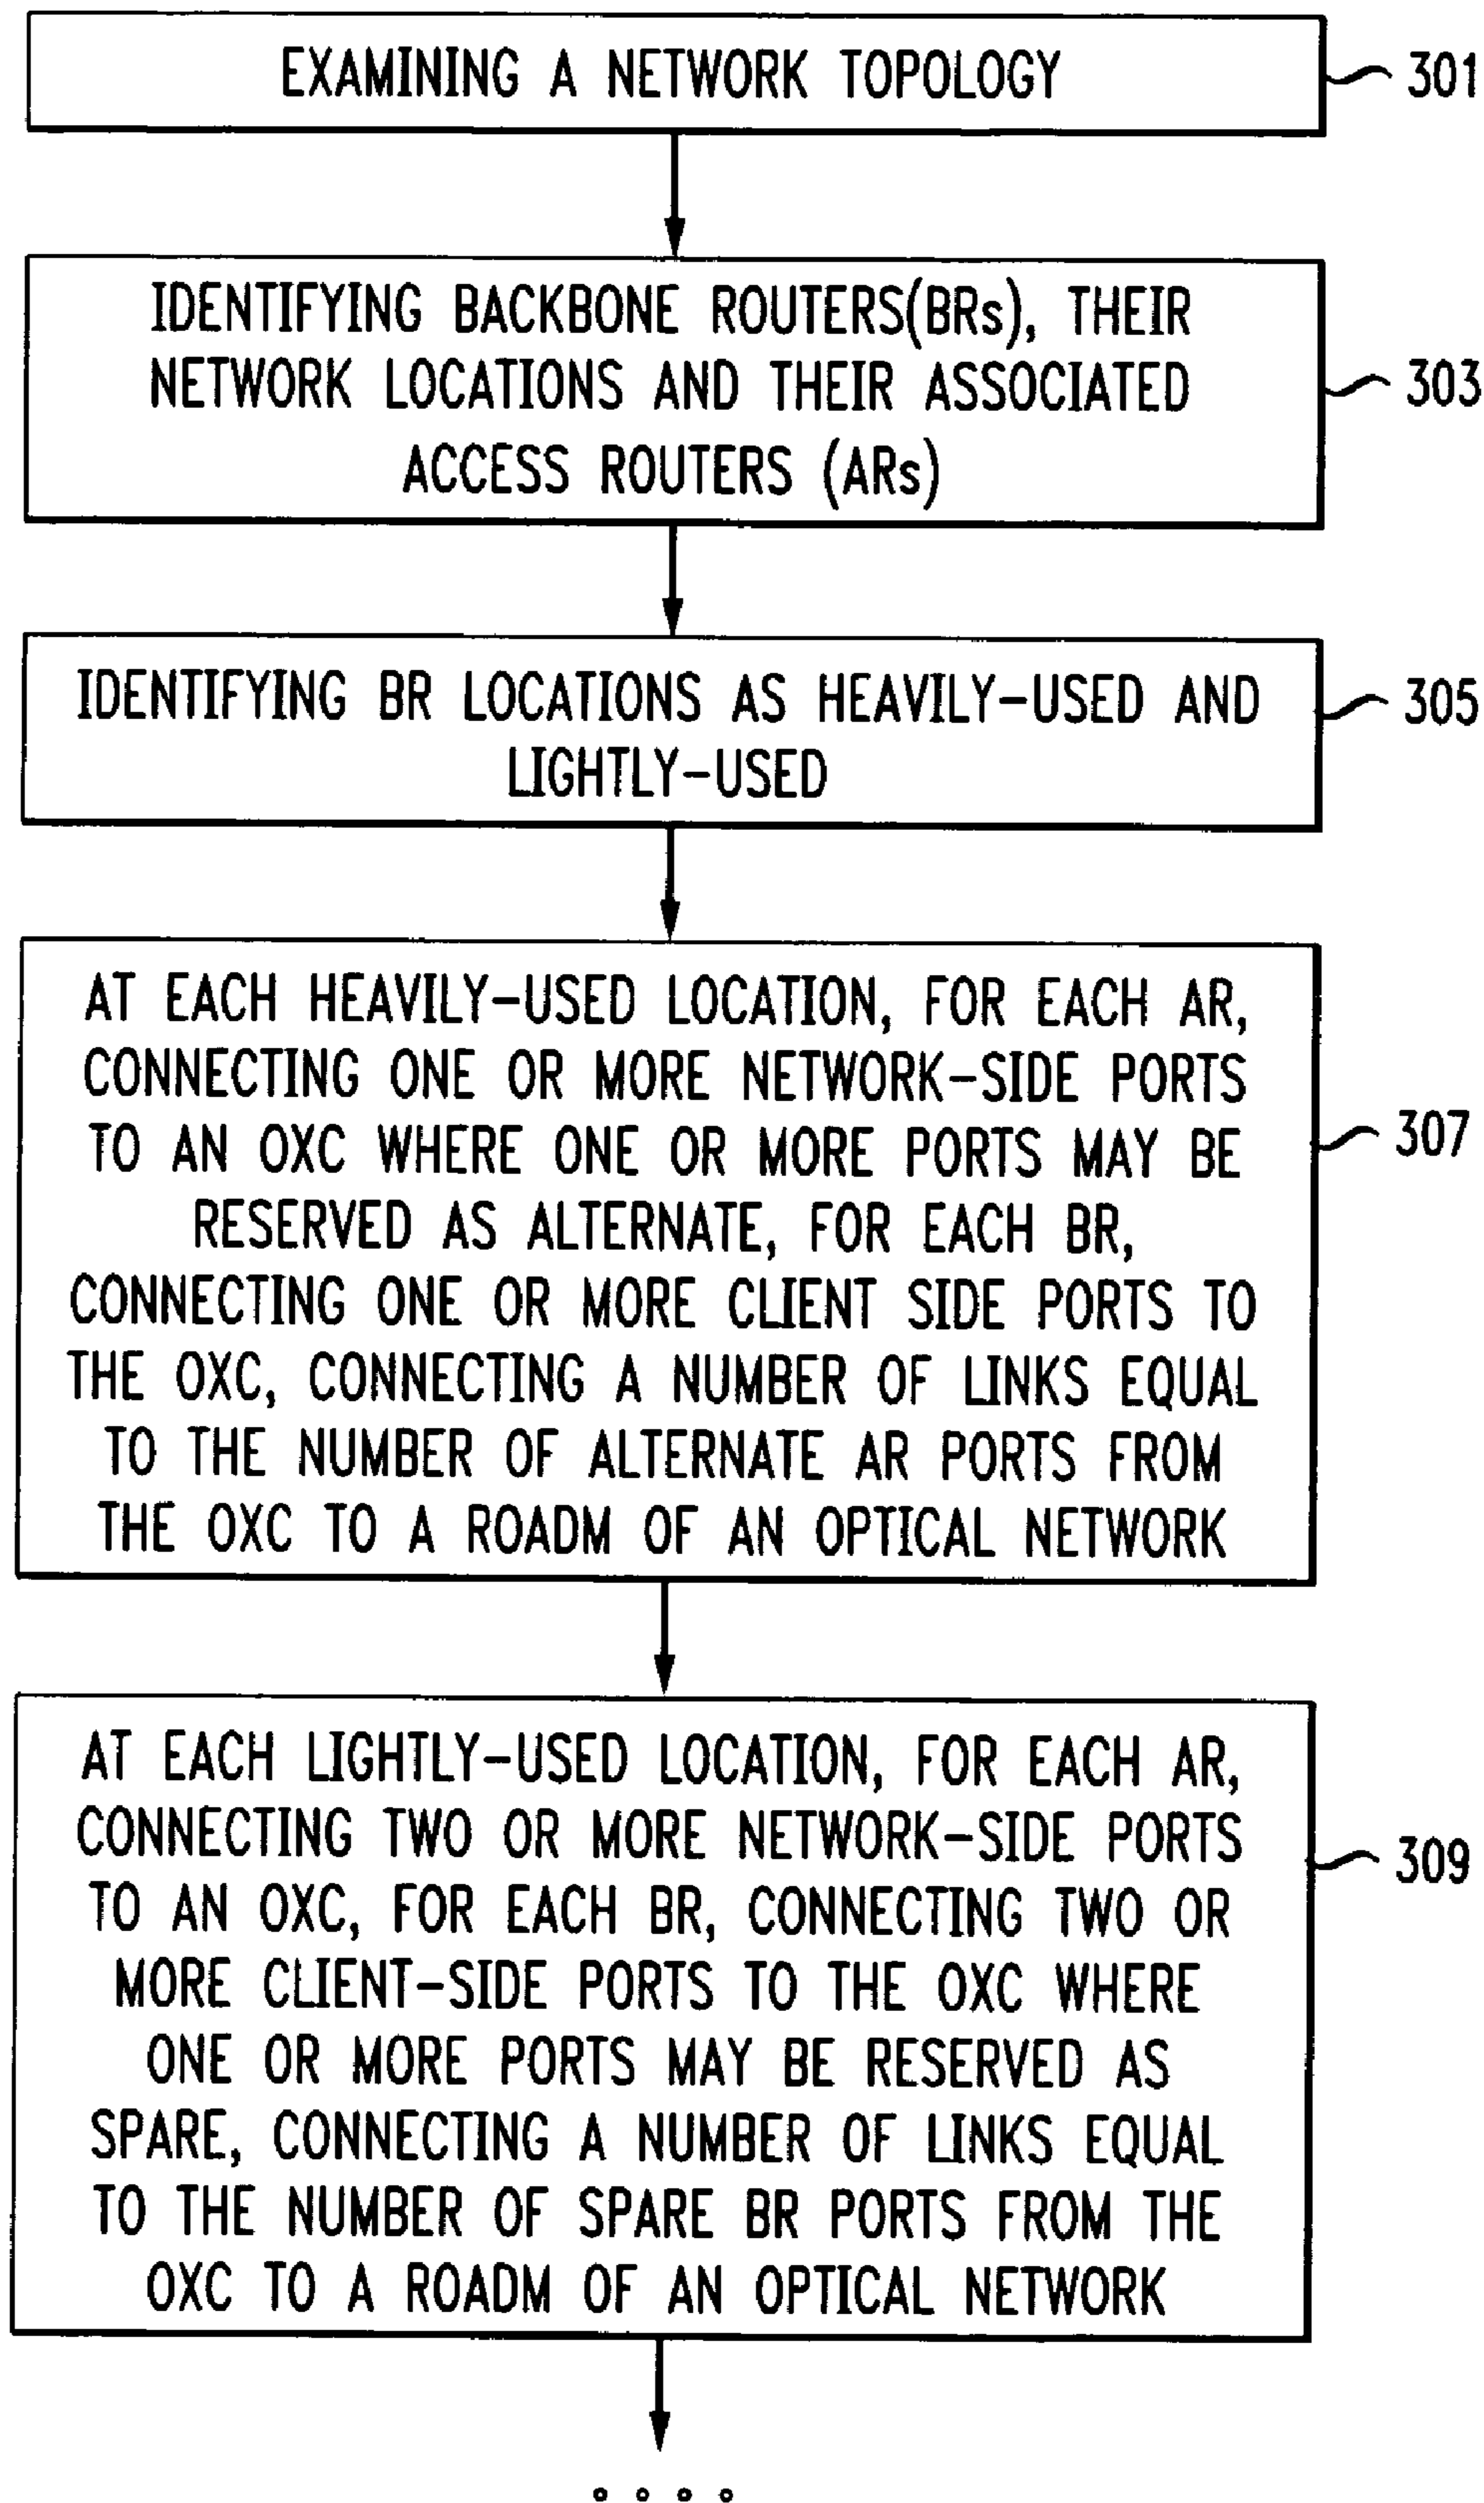 EXAMINING A NETWORK TOPOLOGY
301
IDENTIFYING BACKBONE ROUTERS(BRs), THEIR
NETWORK LOCATIONS AND THEIR ASSOCIATED
ACCESS ROUTERS (ARs)
303
IDENTIFYING BR LOCATIONS AS HEAVILY-USED AND
LIGHTLY-USED
305
AT EACH HEAVILY-USED LOCATION, FOR EACH AR,
CONNECTING ONE OR MORE NETWORK-SIDE PORTS
TO AN OXC WHERE ONE OR MORE PORTS MAY BE
RESERVED AS ALTERNATE, FOR EACH BR,
CONNECTING ONE OR MORE CLIENT SIDE PORTS TO
THE OXC, CONNECTING A NUMBER OF LINKS EQUAL
TO THE NUMBER OF ALTERNATE AR PORTS FROM
THE OXC TO A ROADM OF AN OPTICAL NETWORK
307
AT EACH LIGHTLY-USED LOCATION, FOR EACH AR,
CONNECTING TWO OR MORE NETWORK-SIDE PORTS
TO AN OXC, FOR EACH BR, CONNECTING TWO OR
MORE CLIENT-SIDE PORTS TO THE OXC WHERE
ONE OR MORE PORTS MAY BE RESERVED AS
SPARE, CONNECTING A NUMBER OF LINKS EQUAL
TO THE NUMBER OF SPARE BR PORTS FROM THE
OXC TO A ROADM OF AN OPTICAL NETWORK
309